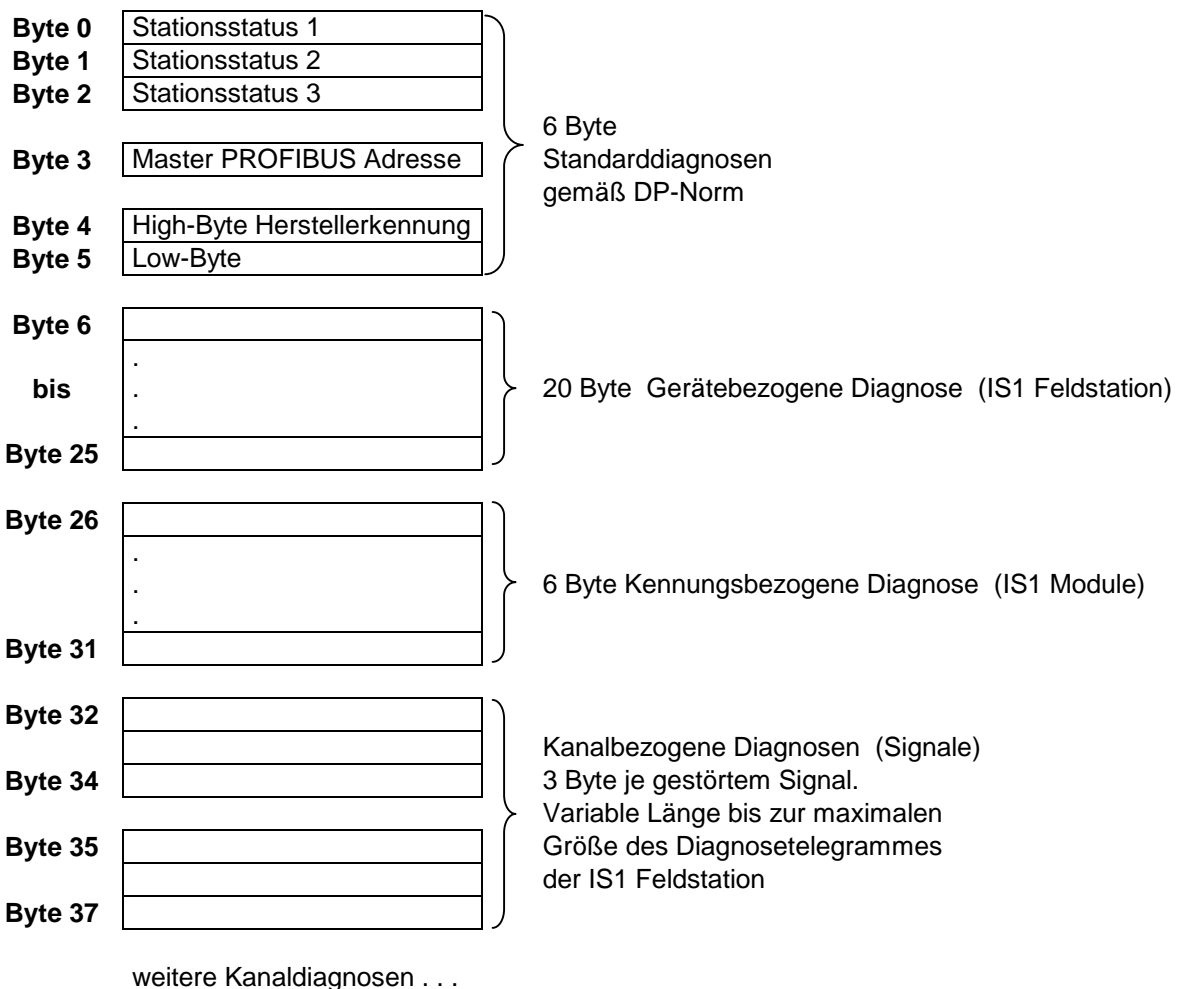 Byte 0 Stationsstatus 1
Byte 1 Stationsstatus 2
Byte 2 Stationsstatus 3
6 Byte
Byte 3 Master PROFIBUS Adresse Standarddiagnosen
gemäß DP-Norm
Byte 4 High-Byte Herstellerkennung
Byte 5 Low-Byte
Byte 6
.
bis . 20 Byte Gerätebezogene Diagnose (IS1 Feldstation)
.
Byte 25
Byte 26
.
. 6 Byte Kennungsbezogene Diagnose (IS1 Module)
.
Byte 31
Byte 32
Kanalbezogene Diagnosen (Signale)
Byte 34 3 Byte je gestörtem Signal.
Variable Länge bis zur maximalen
Byte 35 Größe des Diagnosetelegrammes
der IS1 Feldstation
Byte 37
weitere Kanaldiagnosen . . .